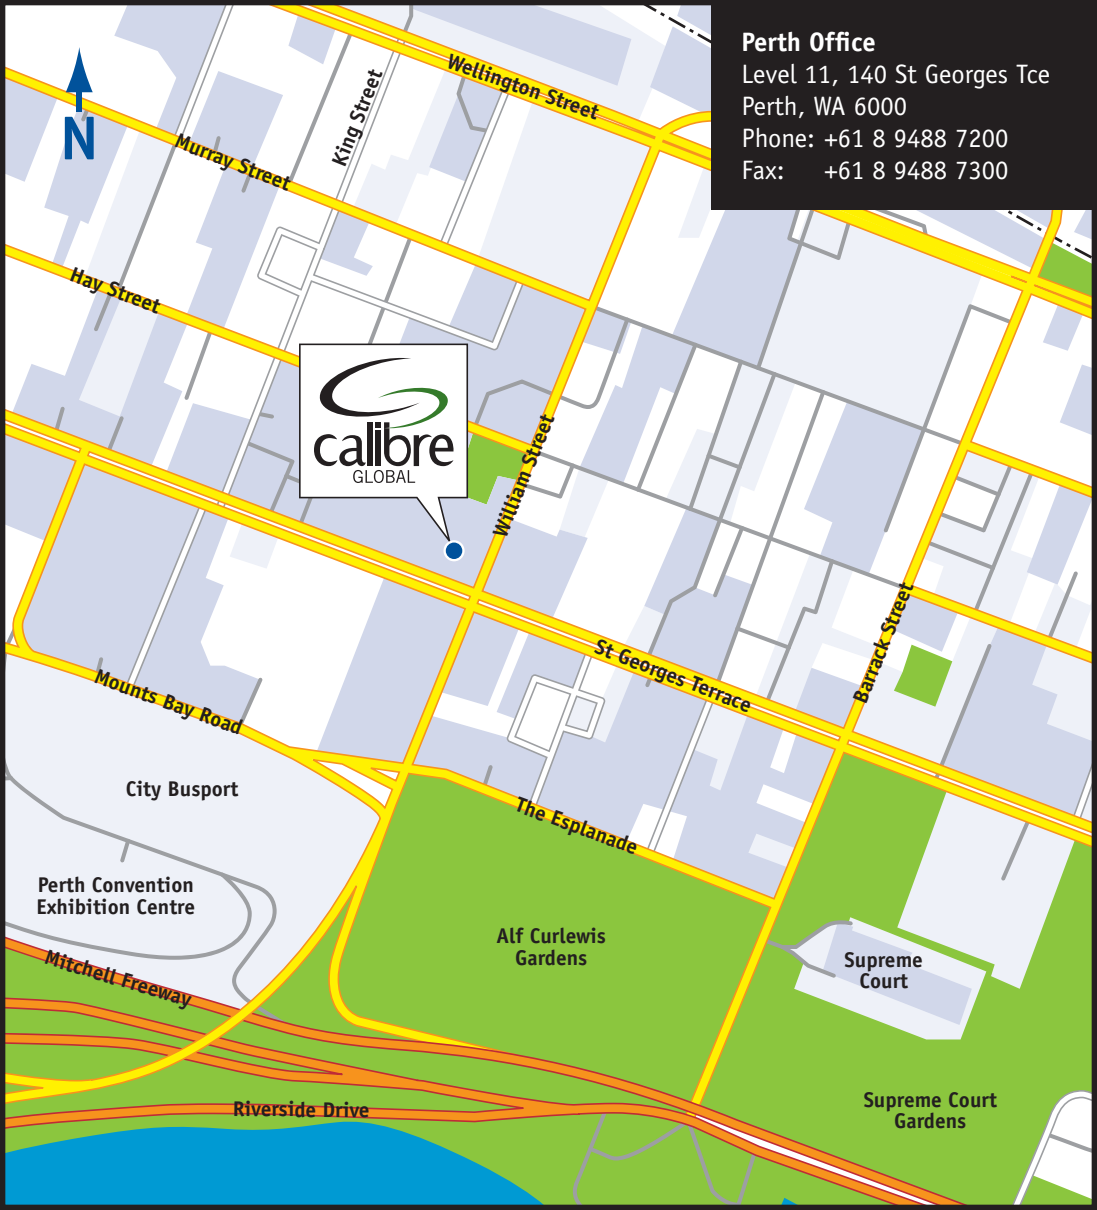 Perth Office
Level 11, 140 St Georges Tce
Perth, WA 6000
Phone: +61 8 9488 7200
Fax: +61 8 9488 7300
Wellington Street
King Street
N
Murray Street
Hay Street
calibre
GLOBAL
William Street
Barrack Street
St Georges Terrace
Mounts Bay Road
City Busport
The Esplanade
Perth Convention
Exhibition Centre
Alf Curlewis
Gardens
Supreme
Court
Mitchell Freeway
Riverside Drive
Supreme Court
Gardens